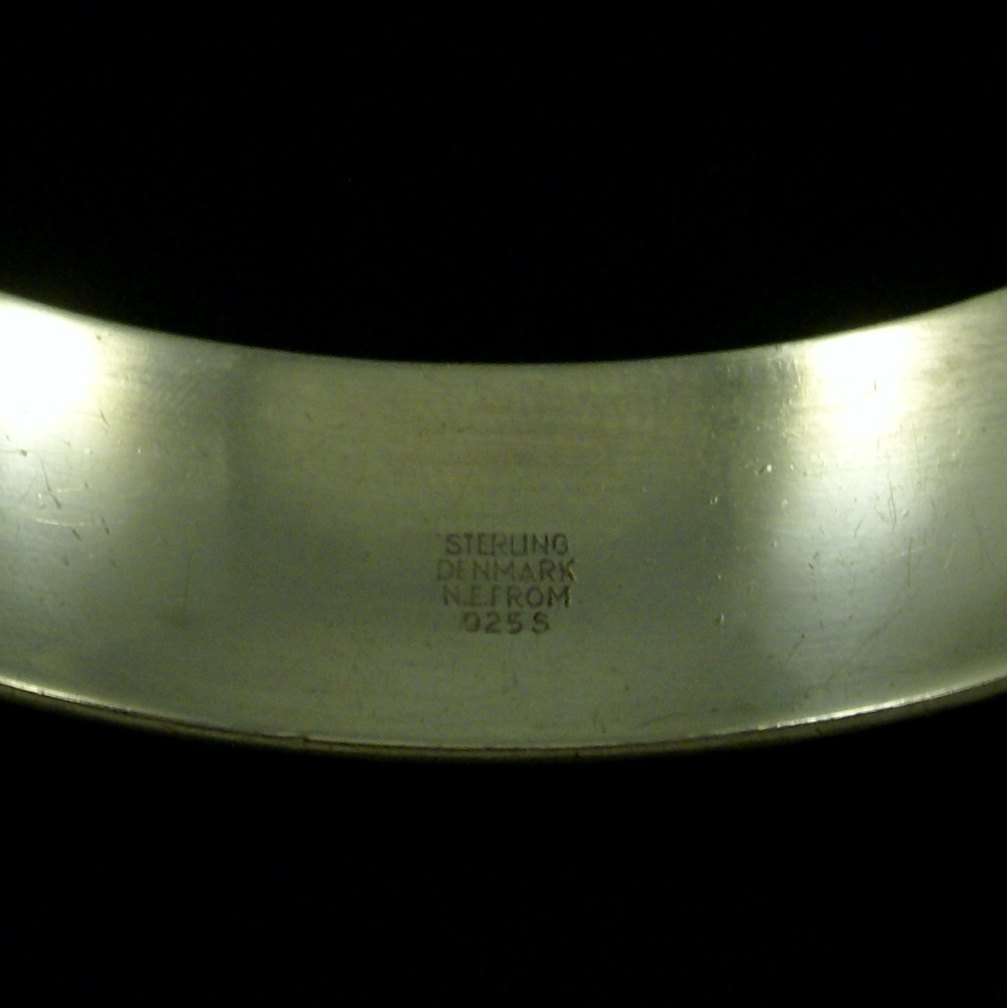 STERLING
DENMARK
N.E.FROM
925 S